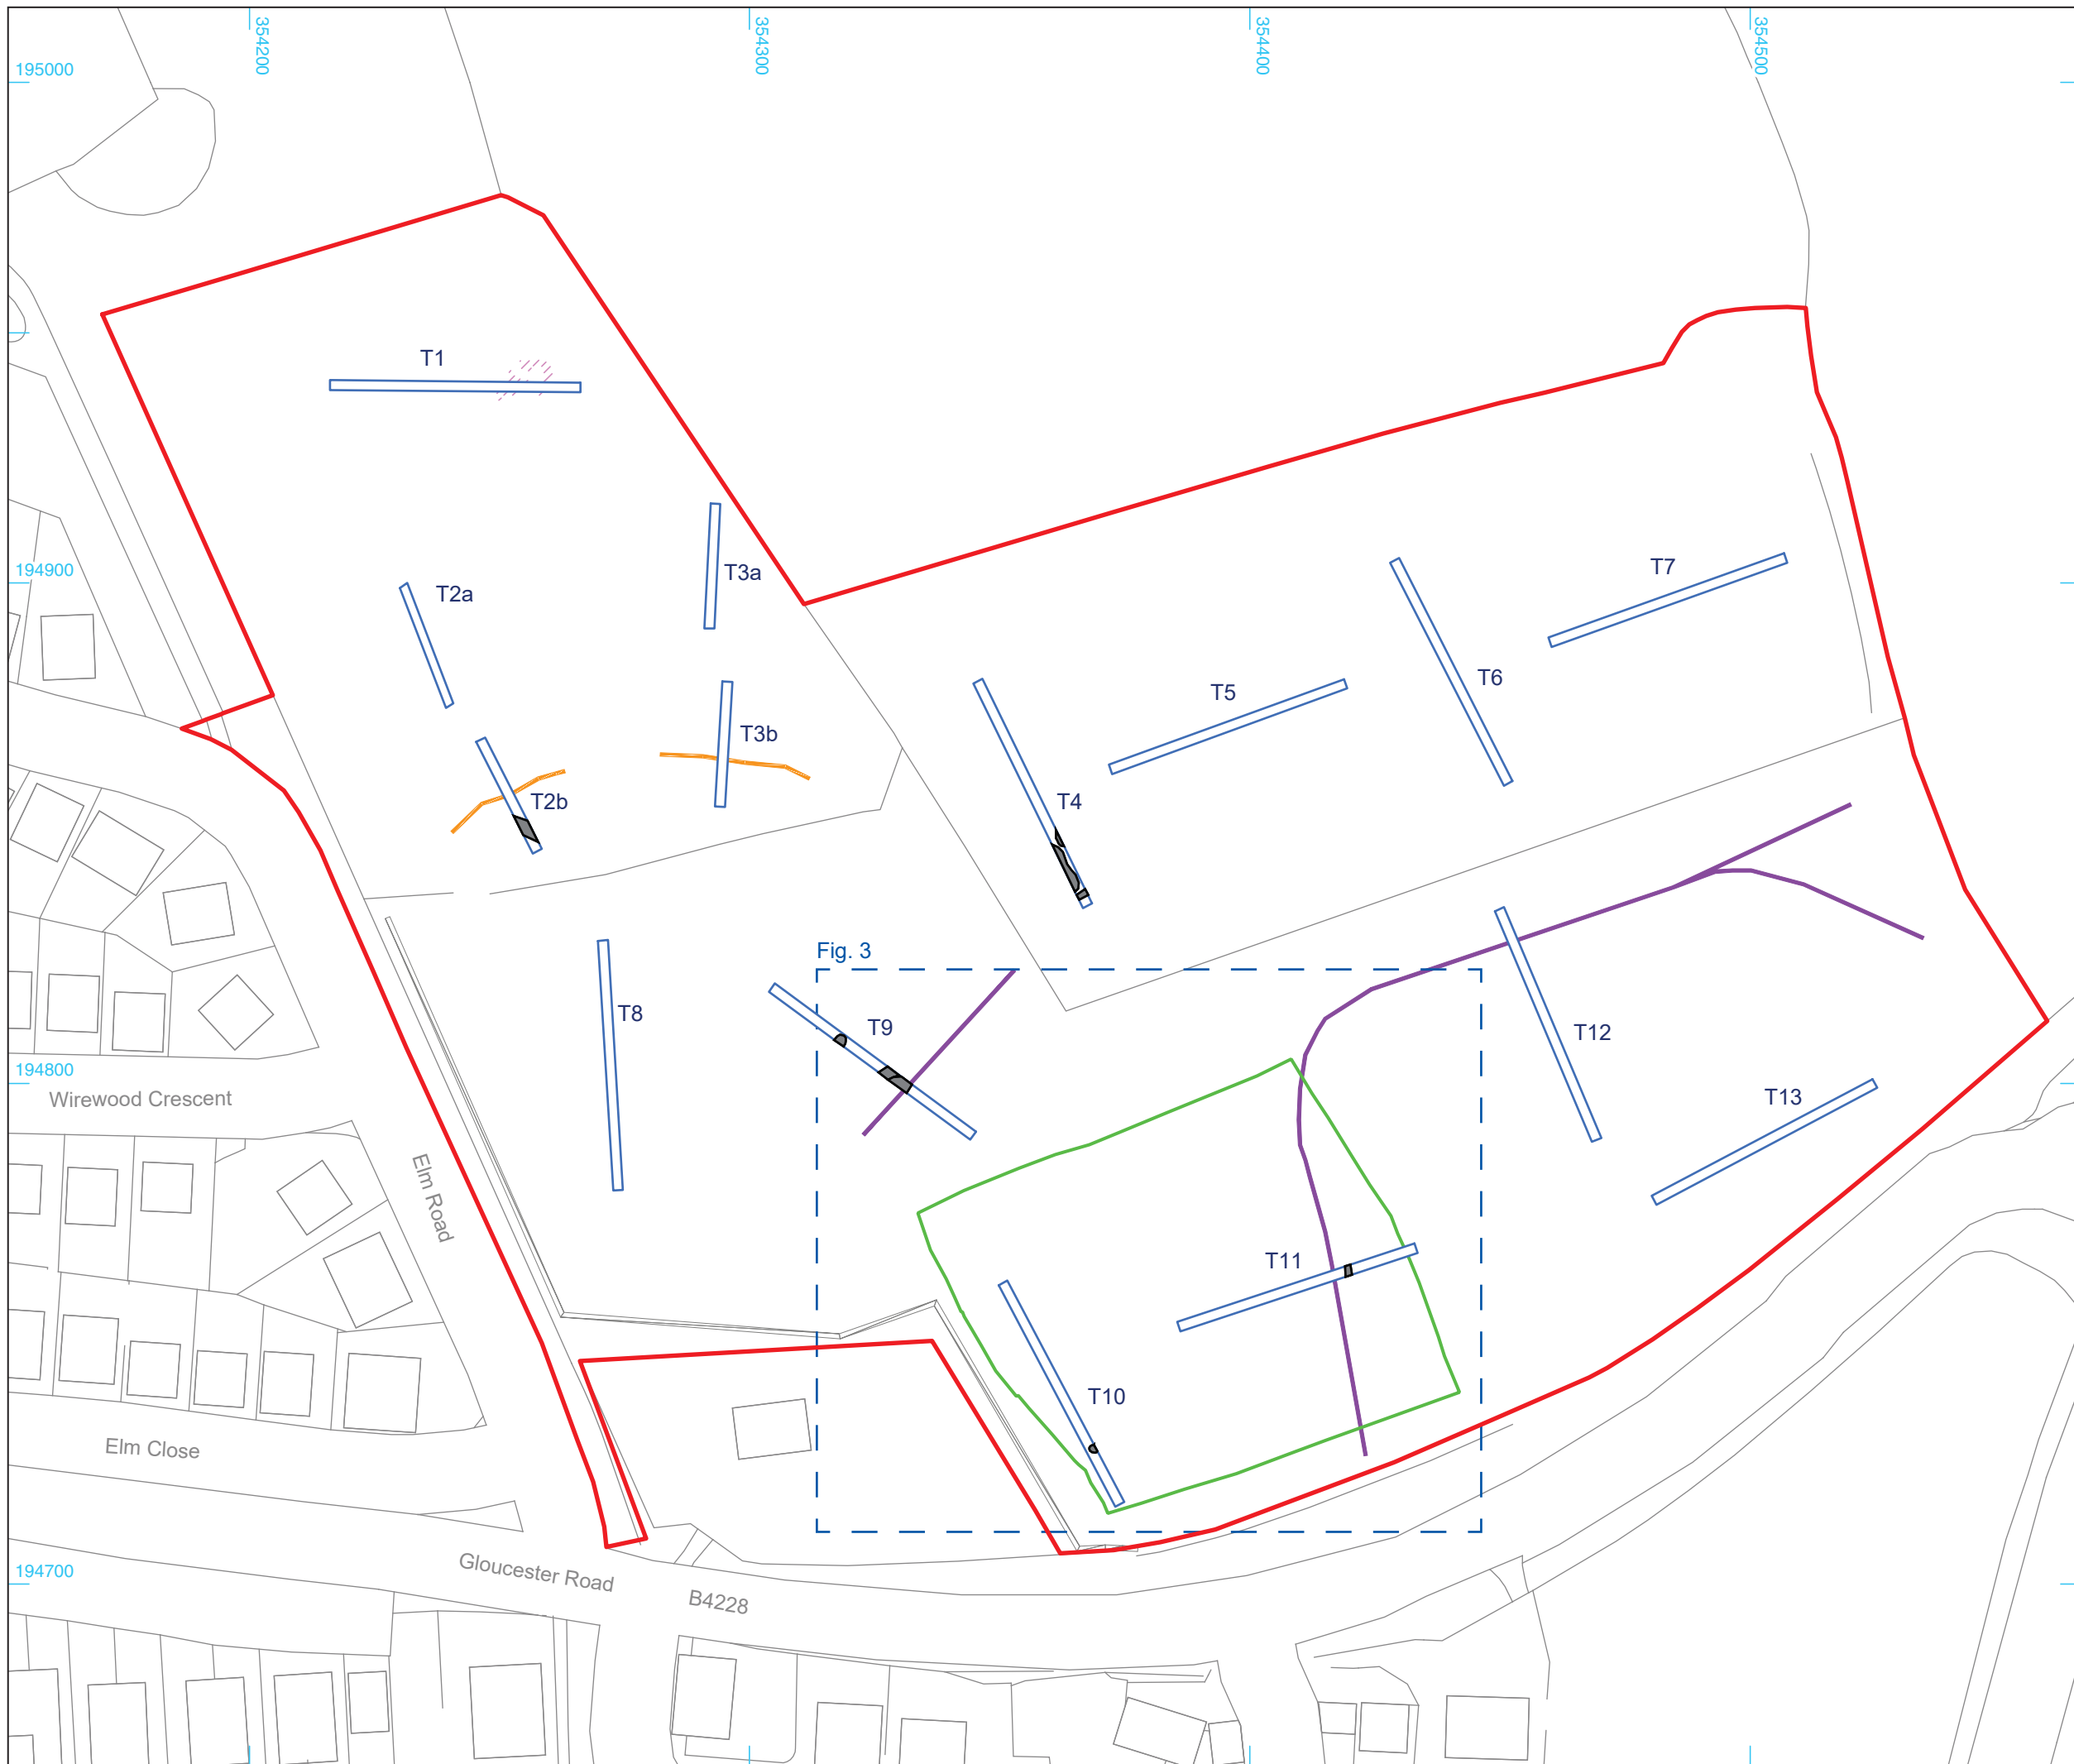 354200
354300
354400
354500
195000
T1
T3a
T7
194900
T2a
T6
T5
T3b
T2b
T4
Fig. 3
T8
T9
T12
194800
Wirewood Crescent
T13
Elm Road
T11
T10
Elm Close
194700
Gloucester Road
B4228